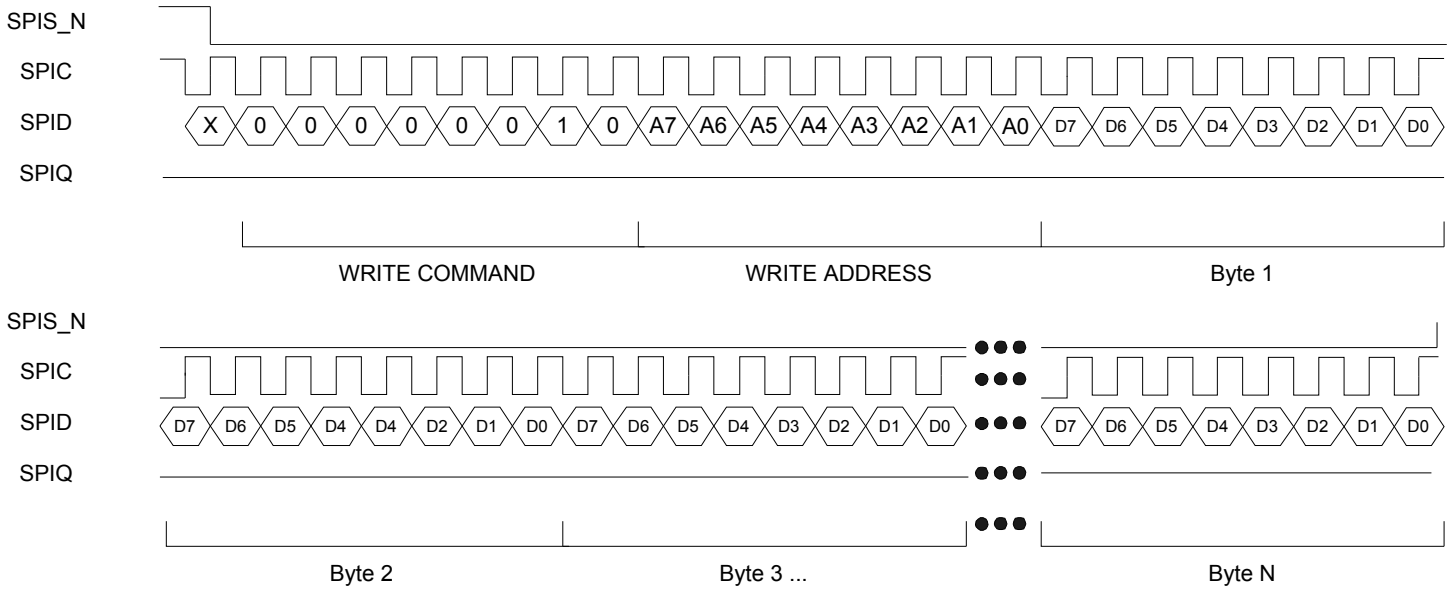 SPIS_N
SPIC
SPID X 0 0 0 0 0 0 1 0 A7 A6 A5 A4 A3 A2 A1 A0 D7 D6 D5 D4 D3 D2 D1 D0
SPIQ
WRITE COMMAND WRITE ADDRESS Byte 1
SPIS_N
SPIC
SPID D7 D6 D5 D4 D4 D2 D1 D0 D7 D6 D5 D4 D3 D2 D1 D0 D7 D6 D5 D4 D3 D2 D1 D0
SPIQ
Byte 2 Byte 3 ... Byte N